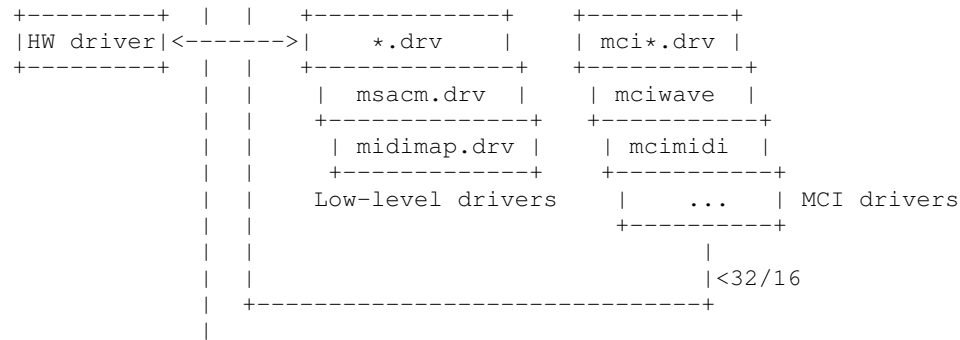 +---------+ | | +-------------+ +----------+
|HW driver|<------->| *.drv | | mci*.drv |
+---------+ | | +--------------+ +-----------+
| | | msacm.drv | | mciwave |
| | +--------------+ +-----------+
| | | midimap.drv | | mcimidi |
| | +-------------+ +-----------+
| | Low-level drivers | ... | MCI drivers
| | +----------+
| | |
| | |<32/16
| +-------------------------------+
|